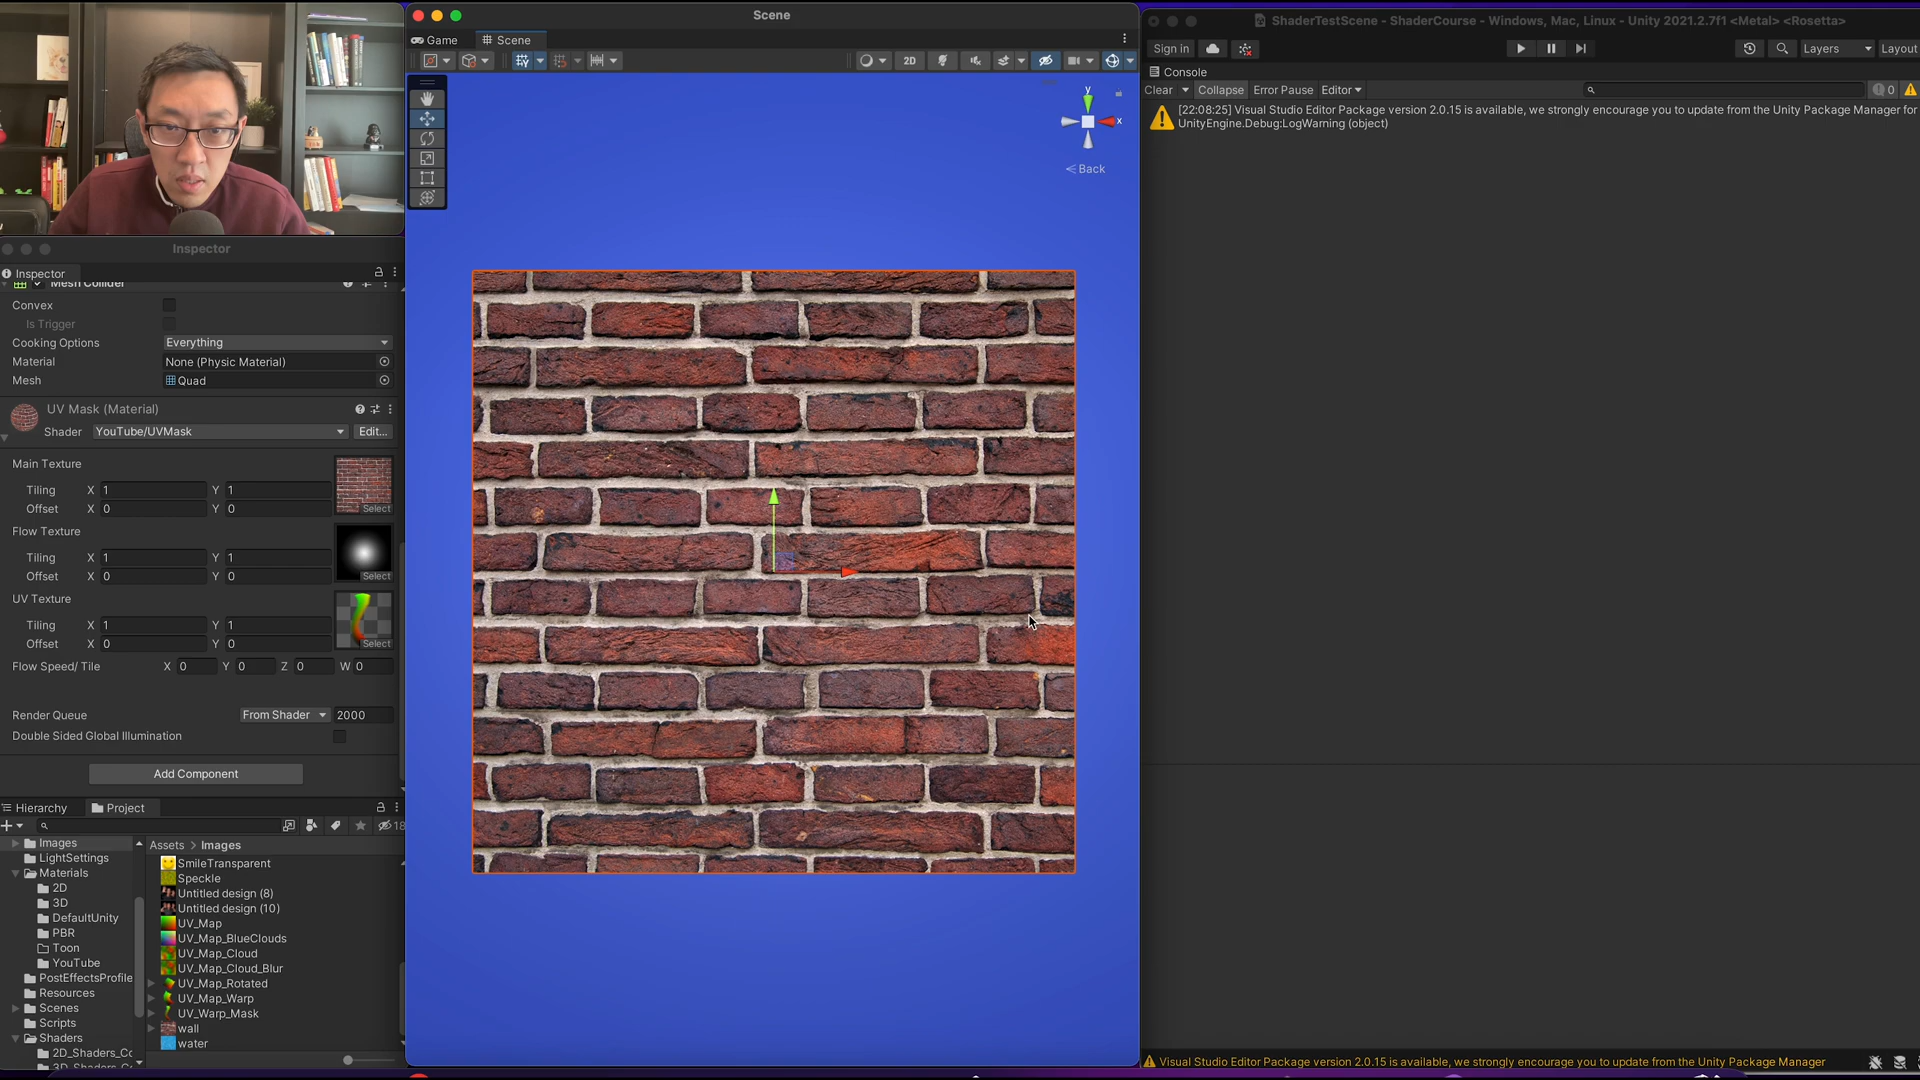 Scene
Game
Scene
2D
y
x
Back
Inspector
Inspector
Mesh Collider
Convex
Is Trigger
Cooking Options
Everything
Material
None (Physic Material)
Mesh
Quad
UV Mask (Material)
Shader
YouTube/UVMask
Edit...
Main Texture
Tiling X 1 Y 1
Offset X 0 Y 0
Select
Flow Texture
Tiling X 1 Y 1
Offset X 0 Y 0
Select
UV Texture
Tiling X 1 Y 1
Offset X 0 Y 0
Select
Flow Speed/ Tile X 0 Y 0 Z 0 W 0
Render Queue
From Shader
2000
Double Sided Global Illumination
Add Component
Hierarchy
Project
18
Images
LightSettings
Materials
2D
3D
DefaultUnity
PBR
Toon
YouTube
PostEffectsProfile
Resources
Scenes
Scripts
Shaders
2D_Shaders_Cc
Assets > Images
SmileTransparent
Speckle
Untitled design (8)
Untitled design (10)
UV_Map
UV_Map_BlueClouds
UV_Map_Cloud
UV_Map_Cloud_Blur
UV_Map_Rotated
UV_Map_Warp
UV_Warp_Mask
wall
water
ShaderTestScene - ShaderCourse - Windows, Mac, Linux - Unity 2021.2.7f1 <Metal> <Rosetta>
Sign in
Layers
Layout
Console
Clear
Collapse
Error Pause
Editor
0
[22:08:25] Visual Studio Editor Package version 2.0.15 is available, we strongly encourage you to update from the Unity Package Manager for
UnityEngine.Debug:LogWarning (object)
Visual Studio Editor Package version 2.0.15 is available, we strongly encourage you to update from the Unity Package Manager